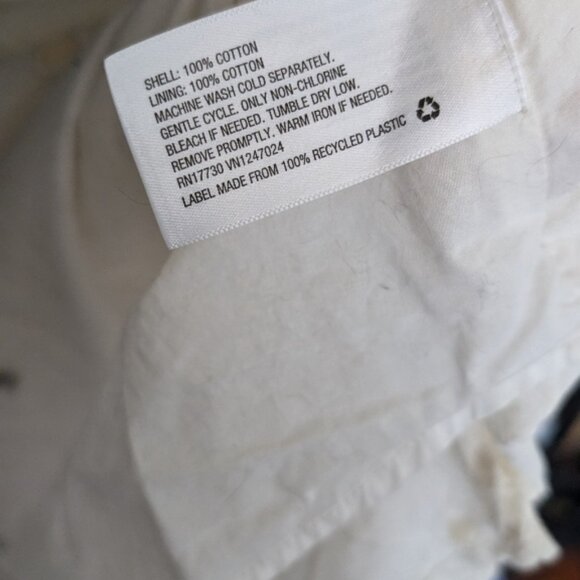 SHELL: 100% COTTON
LINING: 100% COTTON
MACHINE WASH COLD SEPARATELY.
GENTLE CYCLE. ONLY NON-CHLORINE
BLEACH IF NEEDED. TUMBLE DRY LOW.
REMOVE PROMPTLY. WARM IRON IF NEEDED.
RN17730 VN1247024
LABEL MADE FROM 100% RECYCLED PLASTIC